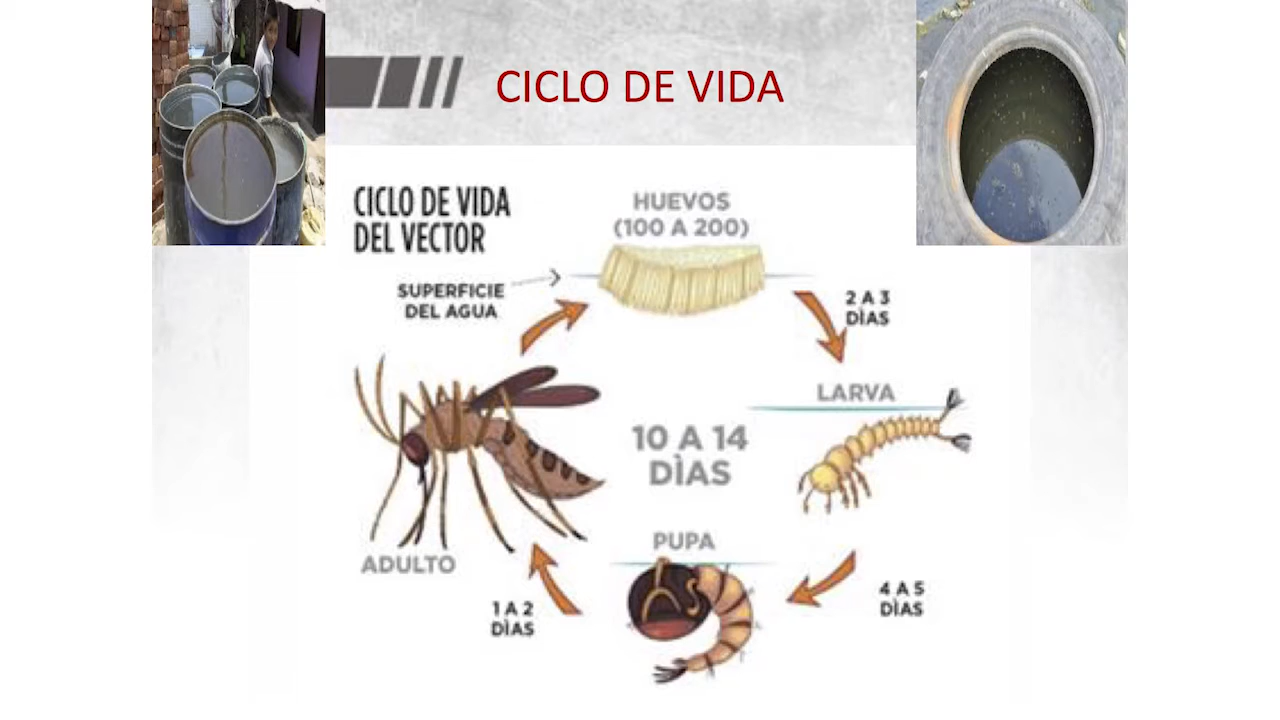 CICLO DE VIDA
CICLO DE VIDA
DEL VECTOR
HUEVOS
(100 A 200)
SUPERFICIE
DEL AGUA
2 A 3
DÌAS
LARVA
10 A 14
DÌAS
PUPA
ADULTO
4 A 5
DÌAS
1 A 2
DÌAS